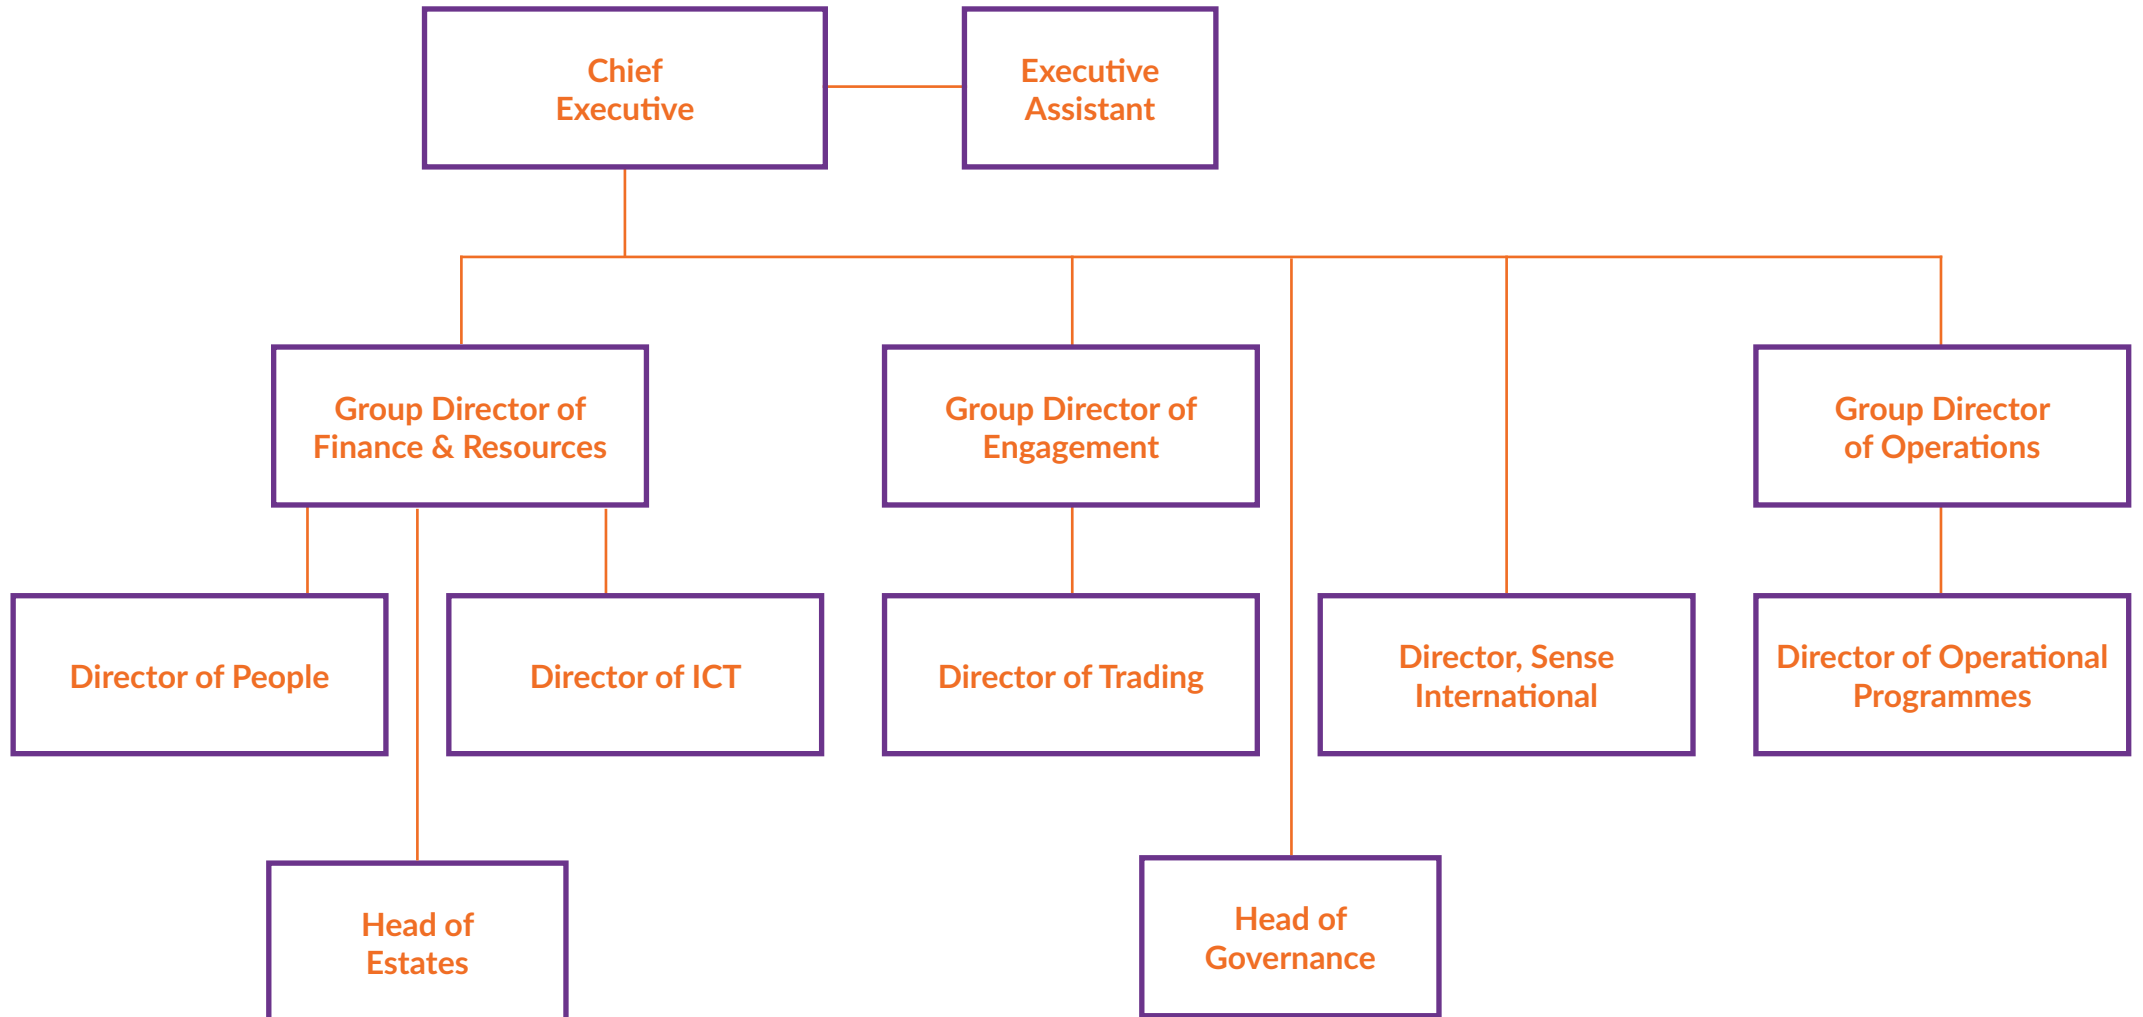 Chief
Executive
Executive
Assistant
Group Director of
Finance & Resources
Group Director of
Engagement
Group Director
of Operations
Director of People
Director of ICT
Director of Trading
Director, Sense
International
Director of Operational
Programmes
Head of
Estates
Head of
Governance